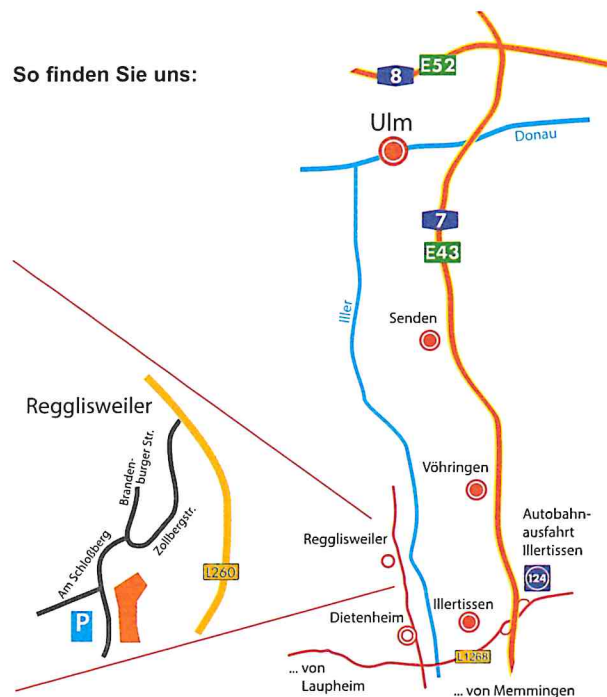 So finden Sie uns:
8
E52
Ulm
Donau
7
E43
Iller
Senden
Regglisweiler
Branden-
burger Str.
Zollbergstr.
Am Schloßberg
L260
P
Vöhringen
Autobahn-
ausfahrt
Illertissen
124
Regglisweiler
Dietenheim
Illertissen
L1268
... von
Laupheim
... von Memmingen